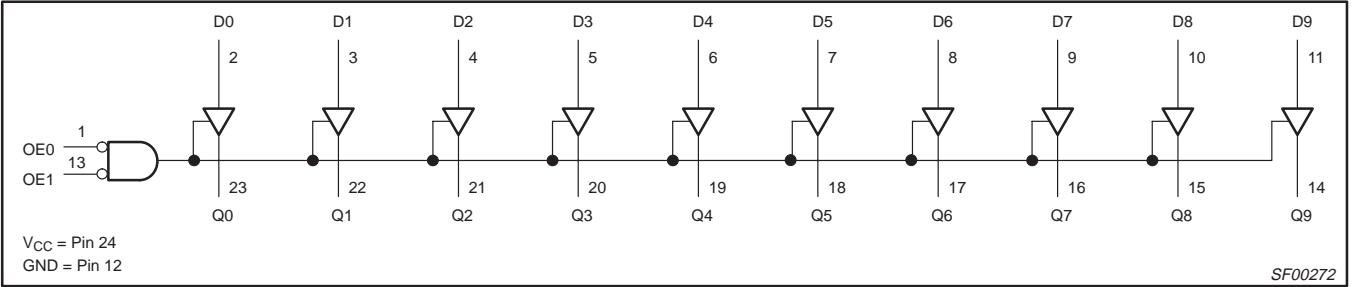 D0 D1 D2 D3 D4 D5 D6 D7 D8 D9
2 3 4 5 6 7 8 9 10 11
1
OE0
13
OE1
23 22 21 20 19 18 17 16 15 14
Q0 Q1 Q2 Q3 Q4 Q5 Q6 Q7 Q8 Q9
VCC = Pin 24
GND = Pin 12
SF00272